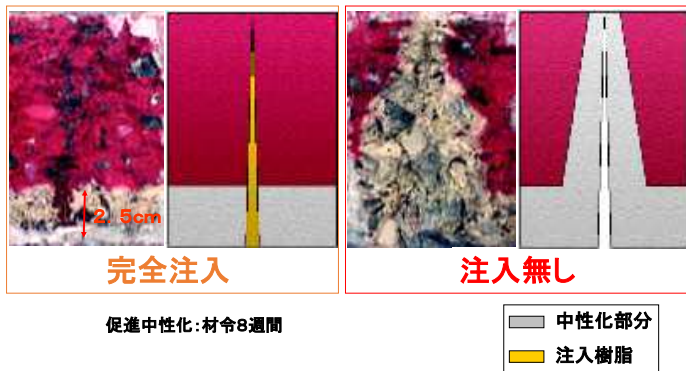 2. 5cm
完全注入
注入無し
促進中性化:材令8週間
中性化部分
注入樹脂